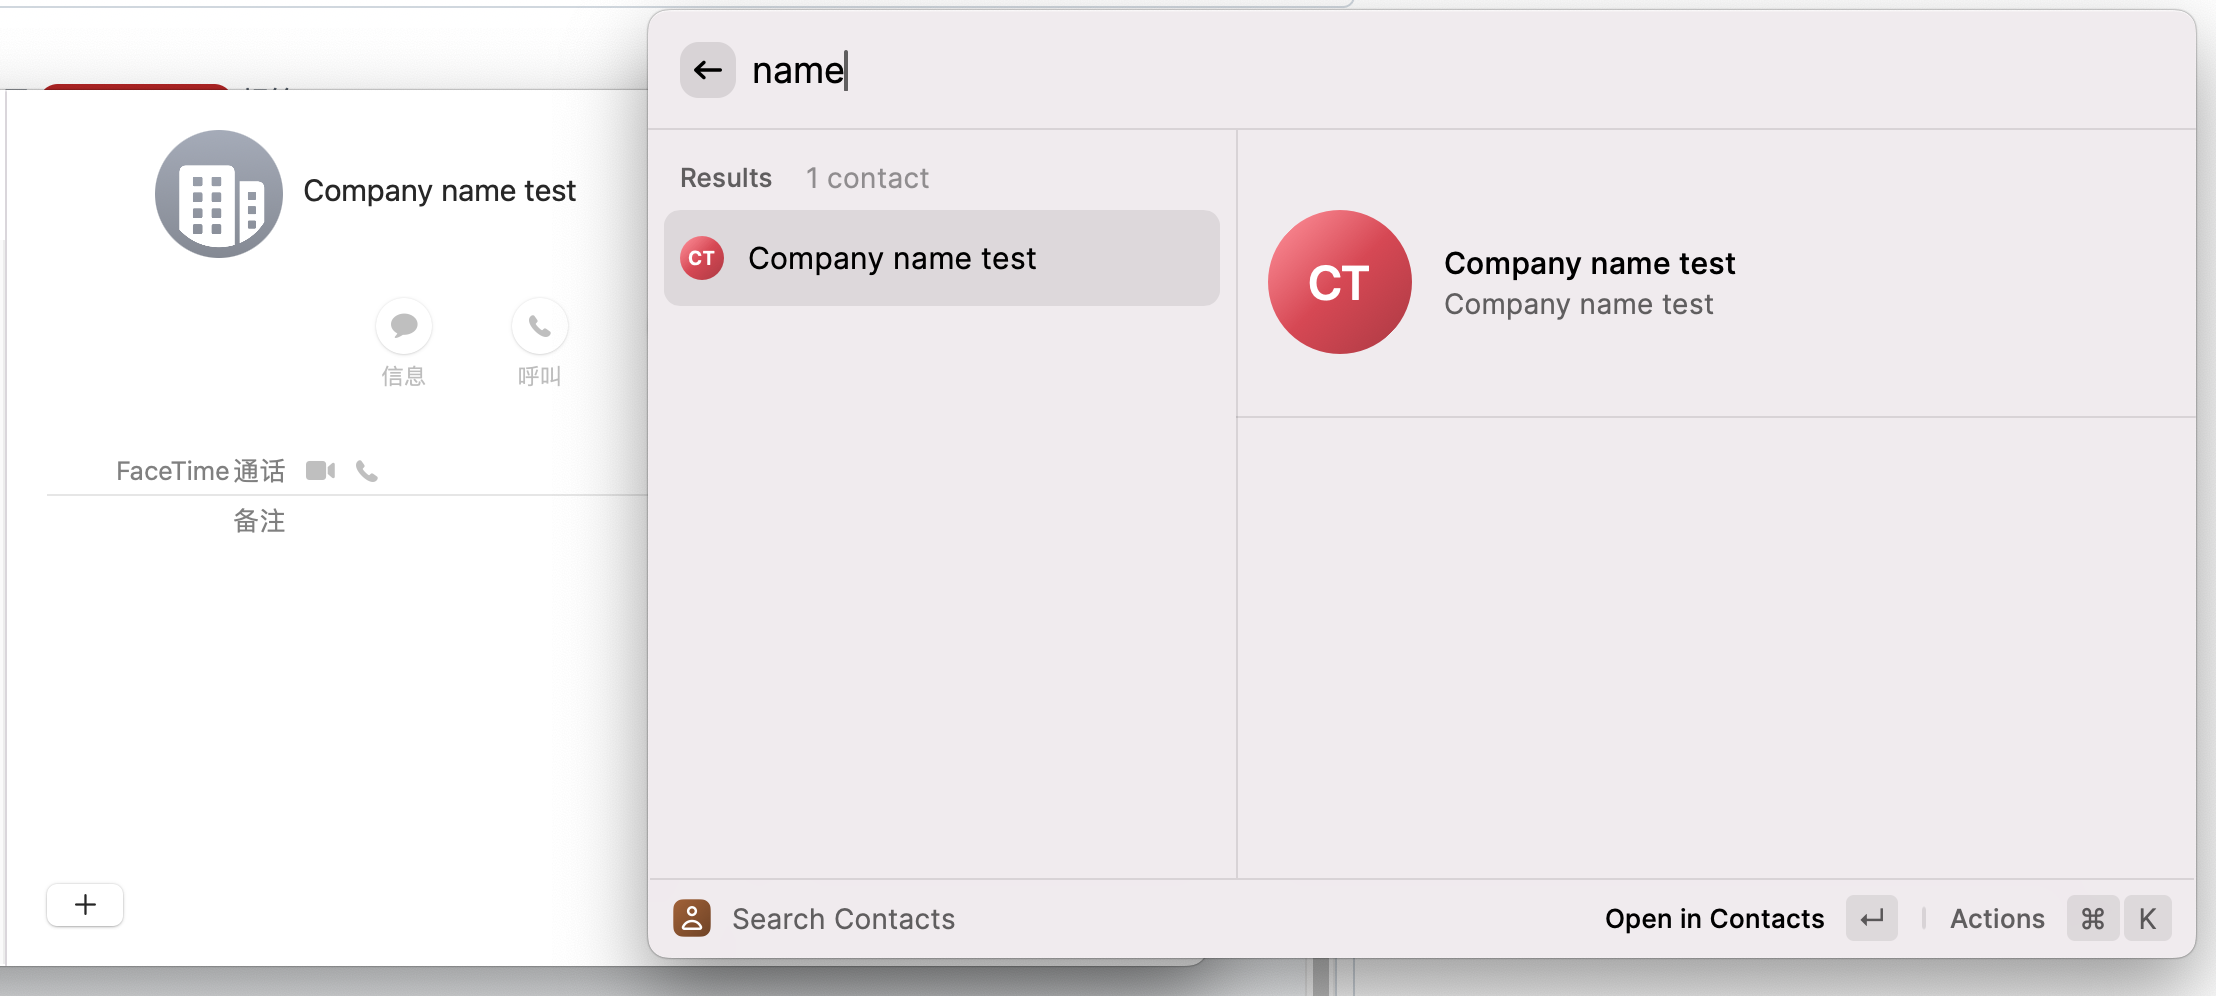 Company name test
信息
呼叫
FaceTime通话
备注
name
Results 1 contact
CT Company name test
CT
Company name test
Company name test
Search Contacts
Open in Contacts
Actions
⌘ K